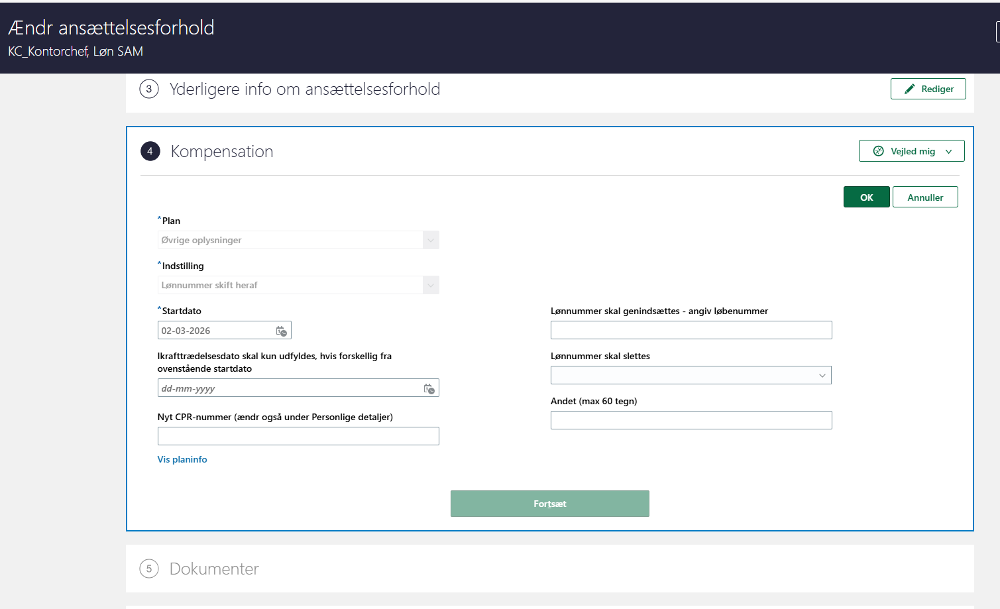 Ændr ansættelsesforhold
KC_Kontorchef, Løn SAM
3 Yderligere info om ansættelsesforhold
Rediger
4 Kompensation
Vejled mig
OK
Annuller
*Plan
Øvrige oplysninger
*Indstilling
Lønnummer skift heraf
*Startdato
02-03-2026
Ikrafttrædelsesdato skal kun udfyldes, hvis forskellig fra
ovenstående startdato
dd-mm-yyyy
Nyt CPR-nummer (ændr også under Personlige detaljer)
Vis planinfo
Lønnummer skal genindsættes - angiv løbenummer
Lønnummer skal slettes
Andet (max 60 tegn)
Fortsæt
5 Dokumenter